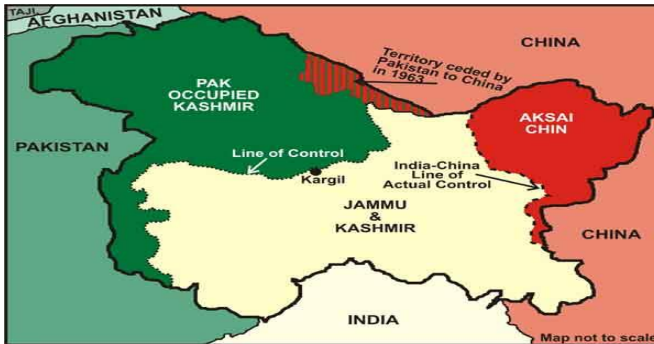 TAJI.
AFGHANISTAN
CHINA
Territory ceded by
Pakistan to China
in 1963
PAK
OCCUPIED
KASHMIR
AKSAI
CHIN
PAKISTAN
Line of Control
India-China
Line of
Actual Control
Kargil
JAMMU
&
KASHMIR
CHINA
INDIA
Map not to scale